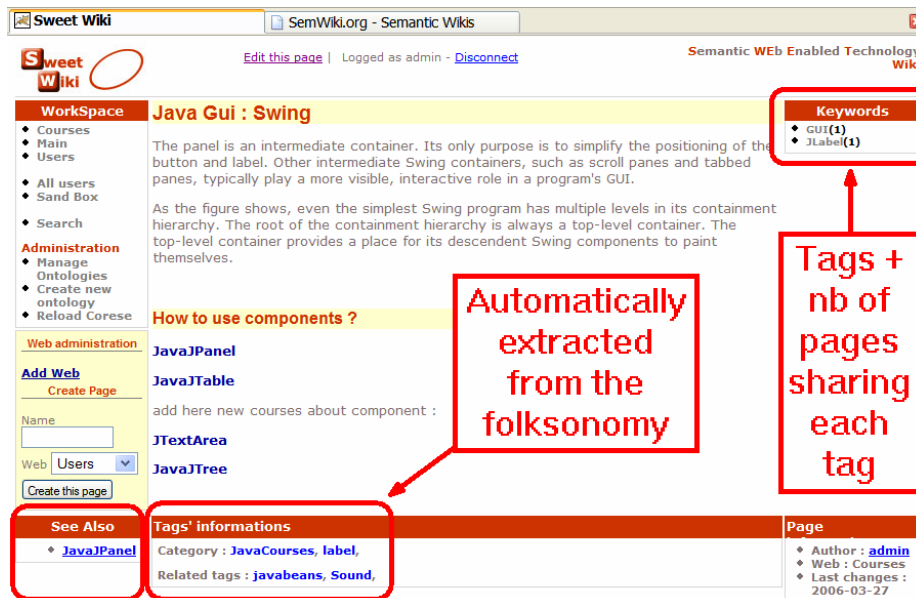 Sweet Wiki
SemWiki.org - Semantic Wikis
Sweet
Wiki
Edit this page | Logged as admin - Disconnect
Semantic WEb Enabled Technology
Wiki
WorkSpace
Courses
Main
Users
All users
Sand Box
Search
Administration
Manage
Ontologies
Create new
ontology
Reload Corese
Web administration
Add Web
Create Page
Name
Web Users
Create this page
See Also
JavaJPanel
Java Gui : Swing
The panel is an intermediate container. Its only purpose is to simplify the positioning of the
button and label. Other intermediate Swing containers, such as scroll panes and tabbed
panes, typically play a more visible, interactive role in a program's GUI.
As the figure shows, even the simplest Swing program has multiple levels in its containment
hierarchy. The root of the containment hierarchy is always a top-level container. The
top-level container provides a place for its descendent Swing components to paint
themselves.
How to use components ?
JavaJPanel
JavaJTable
add here new courses about component :
JTextArea
JavaJTree
Automatically
extracted
from the
folksonomy
Tags' informations
Category : JavaCourses, label,
Related tags : javabeans, Sound,
Keywords
GUI(1)
JLabel(1)
Tags +
nb of
pages
sharing
each
tag
Page
Author : admin
Web : Courses
Last changes :
2006-03-27